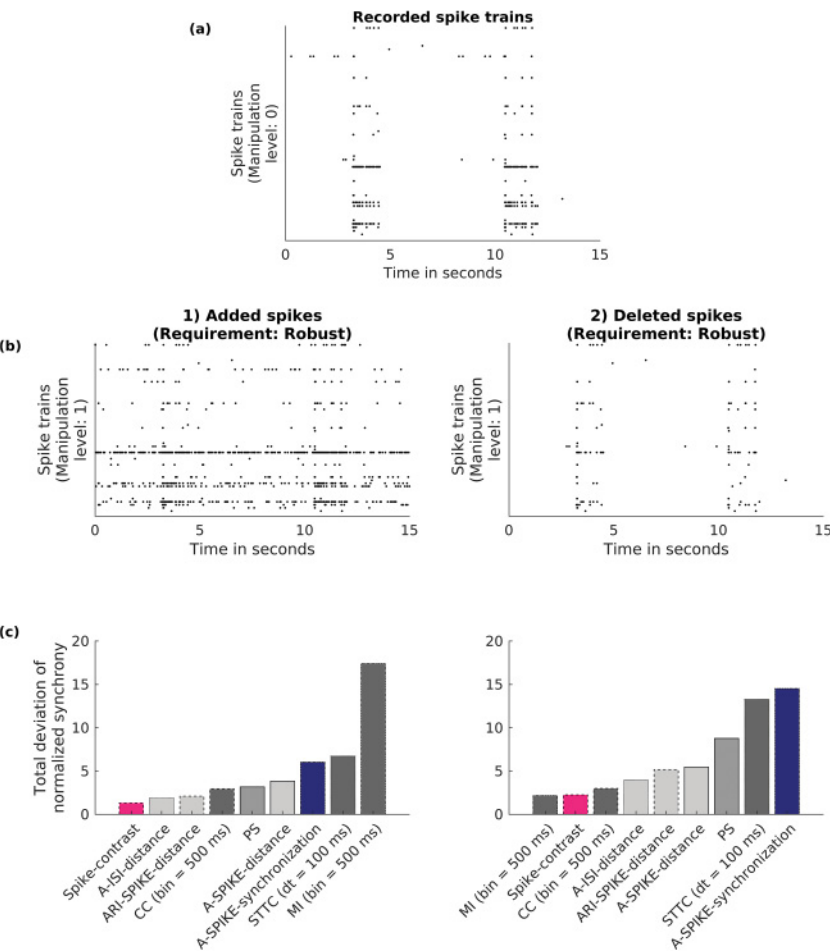 (a)
Recorded spike trains
Spike trains
(Manipulation
level: 0)
0 5 10 15
Time in seconds
(b)
1) Added spikes
(Requirement: Robust)
Spike trains
(Manipulation
level: 1)
0 5 10 15
Time in seconds
2) Deleted spikes
(Requirement: Robust)
Spike trains
(Manipulation
level: 1)
0 5 10 15
Time in seconds
(c)
Total deviation of
normalized synchrony
20
15
10
5
0
Spike-contrast
A-ISI-distance
ARI-SPIKE-distance
CC (bin = 500 ms)
PS
A-SPIKE-distance
A-SPIKE-synchronization
STTC (dt = 100 ms)
MI (bin = 500 ms)
20
15
10
5
0
MI (bin = 500 ms)
Spike-contrast
CC (bin = 500 ms)
A-ISI-distance
ARI-SPIKE-distance
A-SPIKE-distance
PS
STTC (dt = 100 ms)
A-SPIKE-synchronization